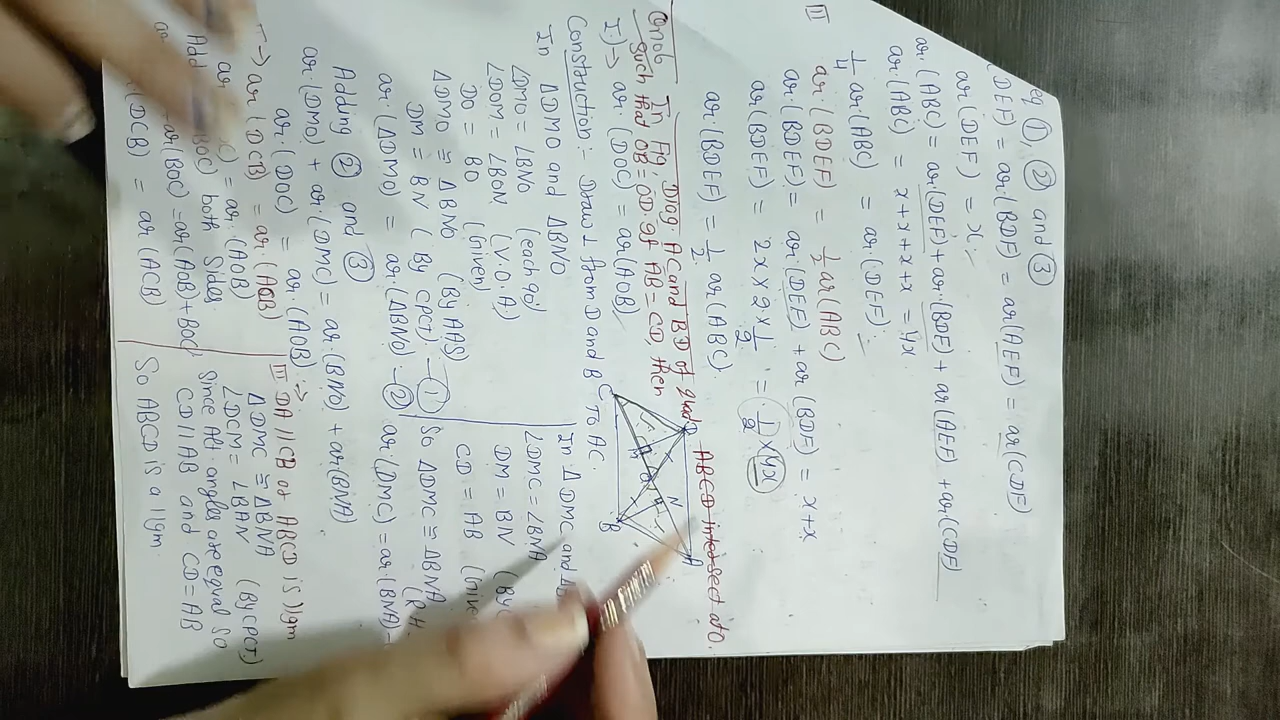 eq ①, ② and ③
(DEF) = ar(BDF) = ar(AEF) = ar(CDF)
ar(DEF) = x.
ar.(ABC) = ar(DEF)+ar.(BDF) + ar(AEF) + ar(CDF)
ar(ABC) = x+x+x+x = 4x
1/4 ar(ABC) = ar.(DEF).
II ar.(BDEF) = 1/2 ar(ABC)
ar.(BDEF) = ar(DEF) + ar(BDF) = x+x
ar(BDEF) = 2x × 2 × 1/2 = 1/2 × 4x
ar(BDEF) = 1/2 ar(ABC).
Qno6 In fig, Diag. AC and BD of quad. ABCD intersect at O.
such that OB=OD. If AB=CD, then
I)→ ar.(DOC) = ar(AOB)
Construction:- Draw ⊥ from D and B To AC.
D
A
C
B
M
O
N
In ΔDMO and ΔBNO
∠DMO = ∠BNO (each 90°)
∠DOM = ∠BON (V.O.A.)
DO = BO (Given)
ΔDMO ≅ ΔBNO (By AAS)
DM = BN (By CPCT) -①
ar(ΔDMO) = ar.(ΔBNO) -②
Adding ② and ③
ar.(DMO) + ar(DMC) = ar.(BNO) + ar(BNA)
ar.(DOC) = ar.(AOB)
→ ar(DCB) = ar.(AOB)
ar = ar.(AOB)
Add BOC) both sides.
ar(BOC) = ar(AOB)+BOC
(DCB) = ar(ACB)
In ΔDMC and
∠DMC = ∠BNA
DM = BN
CD = AB
So ΔDMC ≅ ΔBNA
ar.(DMC) = ar(BNA)-
III DA//CB or ABCD is //gm
ΔDMC ≅ ΔBNA
∠DCM = ∠BAN (By CPCT)
Since Alt. angles are equal So
CD // AB and CD = AB
So ABCD is a //gm.